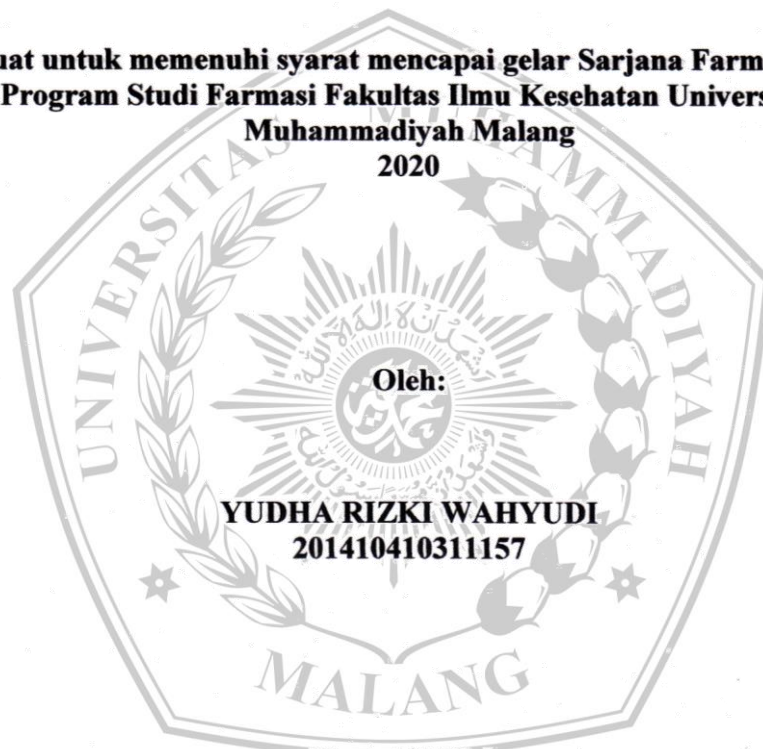 uat untuk memenuhi syarat mencapai gelar Sarjana Farm
Program Studi Farmasi Fakultas Ilmu Kesehatan Univers
Muhammadiyah Malang
2020
UNIVERSITAS MUHAMMADIYAH
Oleh:
YUDHA RIZKI WAHYUDI
201410410311157
MALANG